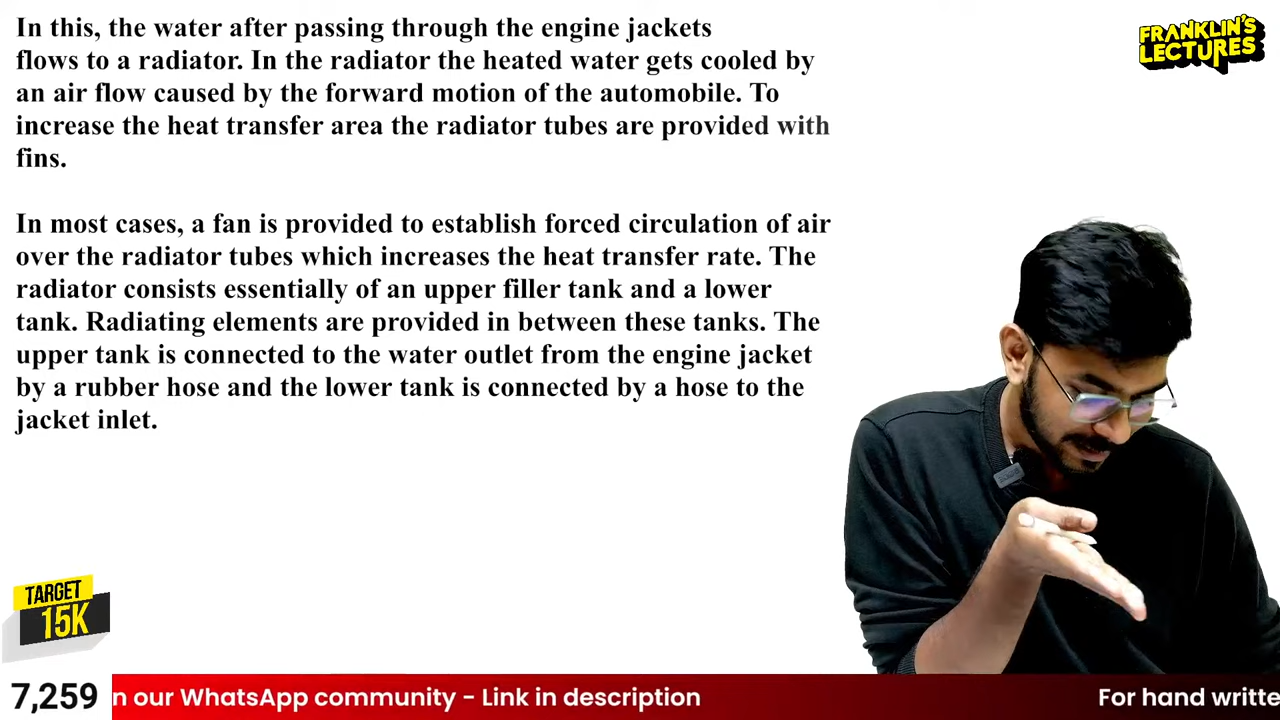 In this, the water after passing through the engine jackets
flows to a radiator. In the radiator the heated water gets cooled by
an air flow caused by the forward motion of the automobile. To
increase the heat transfer area the radiator tubes are provided with
fins.
In most cases, a fan is provided to establish forced circulation of air
over the radiator tubes which increases the heat transfer rate. The
radiator consists essentially of an upper filler tank and a lower
tank. Radiating elements are provided in between these tanks. The
upper tank is connected to the water outlet from the engine jacket
by a rubber hose and the lower tank is connected by a hose to the
jacket inlet.
FRANKLIN'S
LECTURES
TARGET
15K
7,259
n our WhatsApp community - Link in description
For hand writte